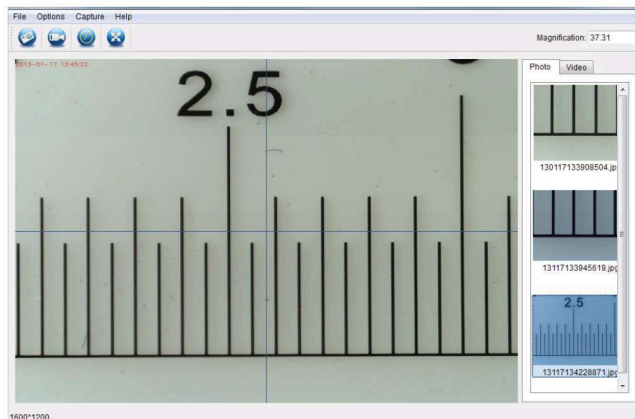 File Options Capture Help
Magnification: 37.31
2013-01-17, 13:45:22
2.5
Photo Video
130117133908504.jp
13117133945619.jpg
2.5
13117134228871.jpg
1600*1200